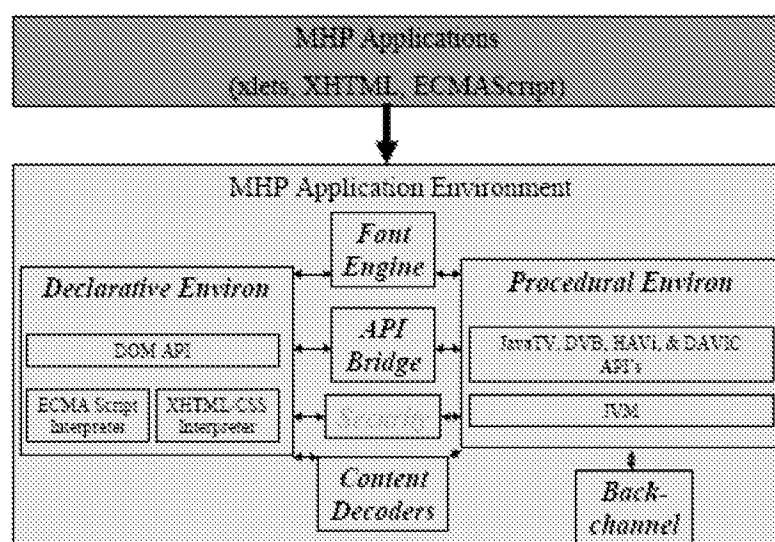 MHP Applications
(xlets, XHTML, ECMAScript)
MHP Application Environment
Font
Engine
Declarative Environ
Procedural Environ
API
Bridge
DOM API
JavaTV, DVB, HAVi, & DAVIC
API's
ECMA Script
Interpreter
XHTML/CSS
Interpreter
Security
JVM
Content
Decoders
Back-
channel